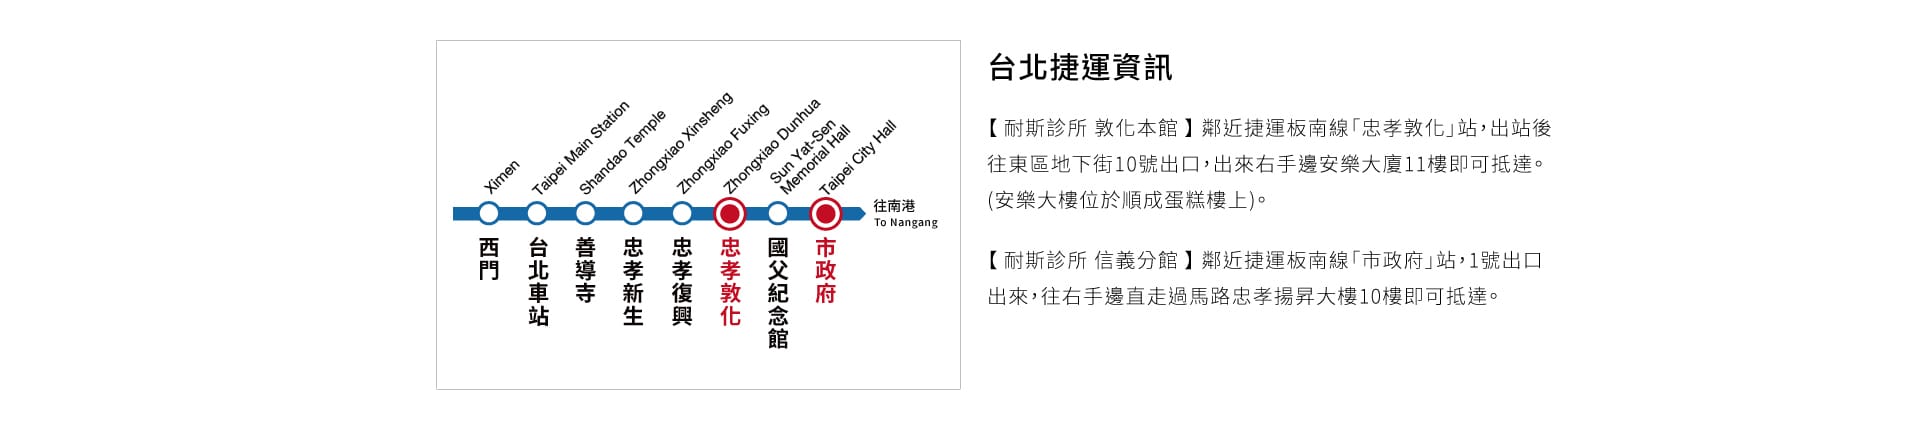 Ximen
Taipei Main Station
Shandao Temple
Zhongxiao Xinsheng
Zhongxiao Fuxing
Zhongxiao Dunhua
Sun Yat-Sen
Memorial Hall
Taipei City Hall
往南港
To Nangang
西門
台北車站
善導寺
忠孝新生
忠孝復興
忠孝敦化
國父紀念館
市政府
台北捷運資訊
【 耐斯診所 敦化本館 】鄰近捷運板南線「忠孝敦化」站，出站後
往東區地下街10號出口，出來右手邊安樂大廈11樓即可抵達。
(安樂大樓位於順成蛋糕樓上)。
【 耐斯診所 信義分館 】鄰近捷運板南線「市政府」站，1號出口
出來，往右手邊直走過馬路忠孝揚昇大樓10樓即可抵達。